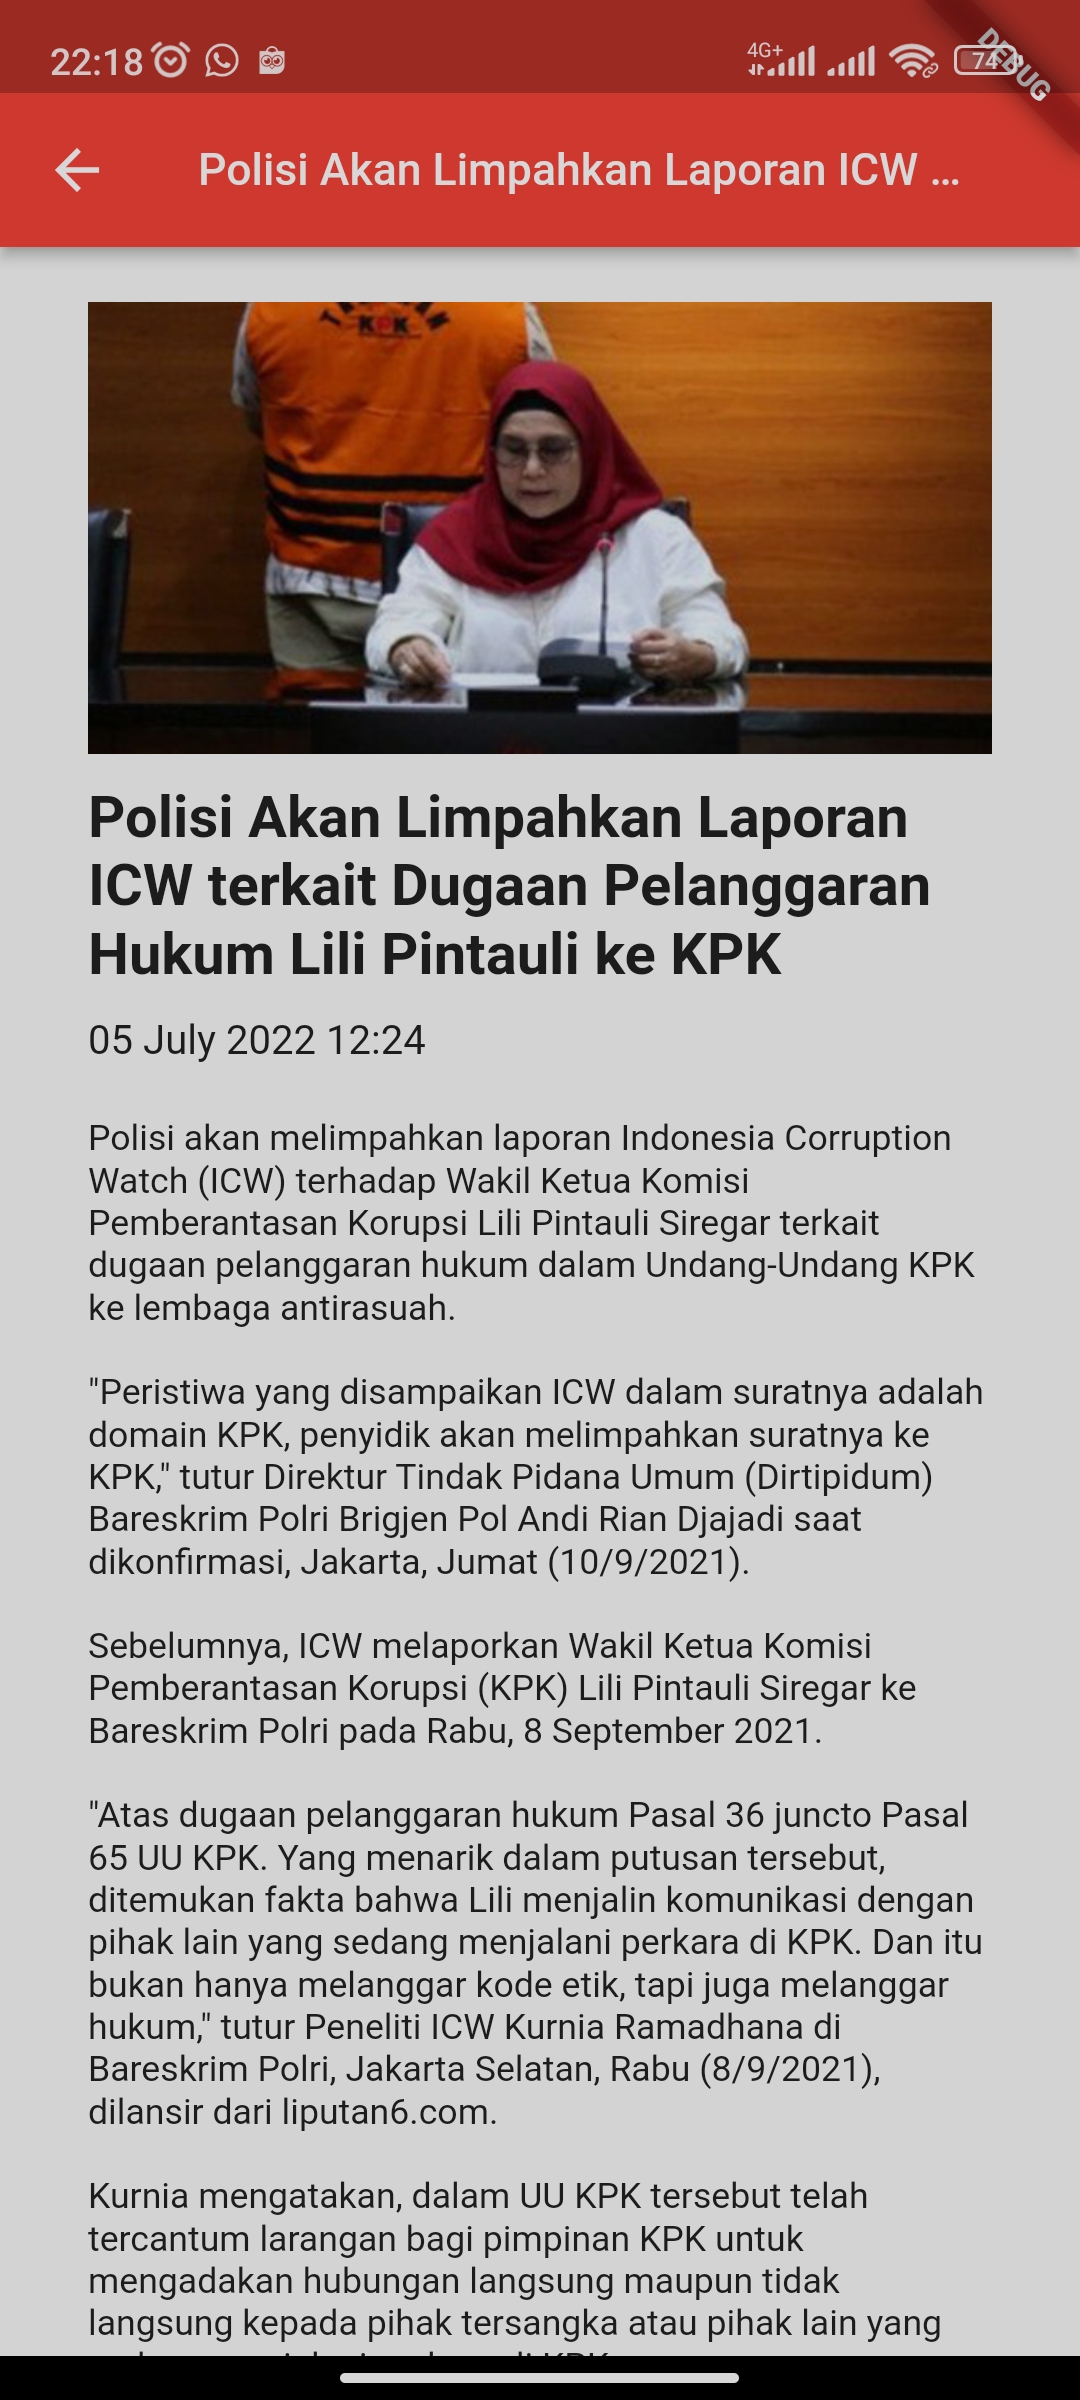 22:18
4G+
74
DEBUG
Polisi Akan Limpahkan Laporan ICW ...
KPK
Polisi Akan Limpahkan Laporan
ICW terkait Dugaan Pelanggaran
Hukum Lili Pintauli ke KPK
05 July 2022 12:24
Polisi akan melimpahkan laporan Indonesia Corruption
Watch (ICW) terhadap Wakil Ketua Komisi
Pemberantasan Korupsi Lili Pintauli Siregar terkait
dugaan pelanggaran hukum dalam Undang-Undang KPK
ke lembaga antirasuah.
"Peristiwa yang disampaikan ICW dalam suratnya adalah
domain KPK, penyidik akan melimpahkan suratnya ke
KPK," tutur Direktur Tindak Pidana Umum (Dirtipidum)
Bareskrim Polri Brigjen Pol Andi Rian Djajadi saat
dikonfirmasi, Jakarta, Jumat (10/9/2021).
Sebelumnya, ICW melaporkan Wakil Ketua Komisi
Pemberantasan Korupsi (KPK) Lili Pintauli Siregar ke
Bareskrim Polri pada Rabu, 8 September 2021.
"Atas dugaan pelanggaran hukum Pasal 36 juncto Pasal
65 UU KPK. Yang menarik dalam putusan tersebut,
ditemukan fakta bahwa Lili menjalin komunikasi dengan
pihak lain yang sedang menjalani perkara di KPK. Dan itu
bukan hanya melanggar kode etik, tapi juga melanggar
hukum," tutur Peneliti ICW Kurnia Ramadhana di
Bareskrim Polri, Jakarta Selatan, Rabu (8/9/2021),
dilansir dari liputan6.com.
Kurnia mengatakan, dalam UU KPK tersebut telah
tercantum larangan bagi pimpinan KPK untuk
mengadakan hubungan langsung maupun tidak
langsung kepada pihak tersangka atau pihak lain yang